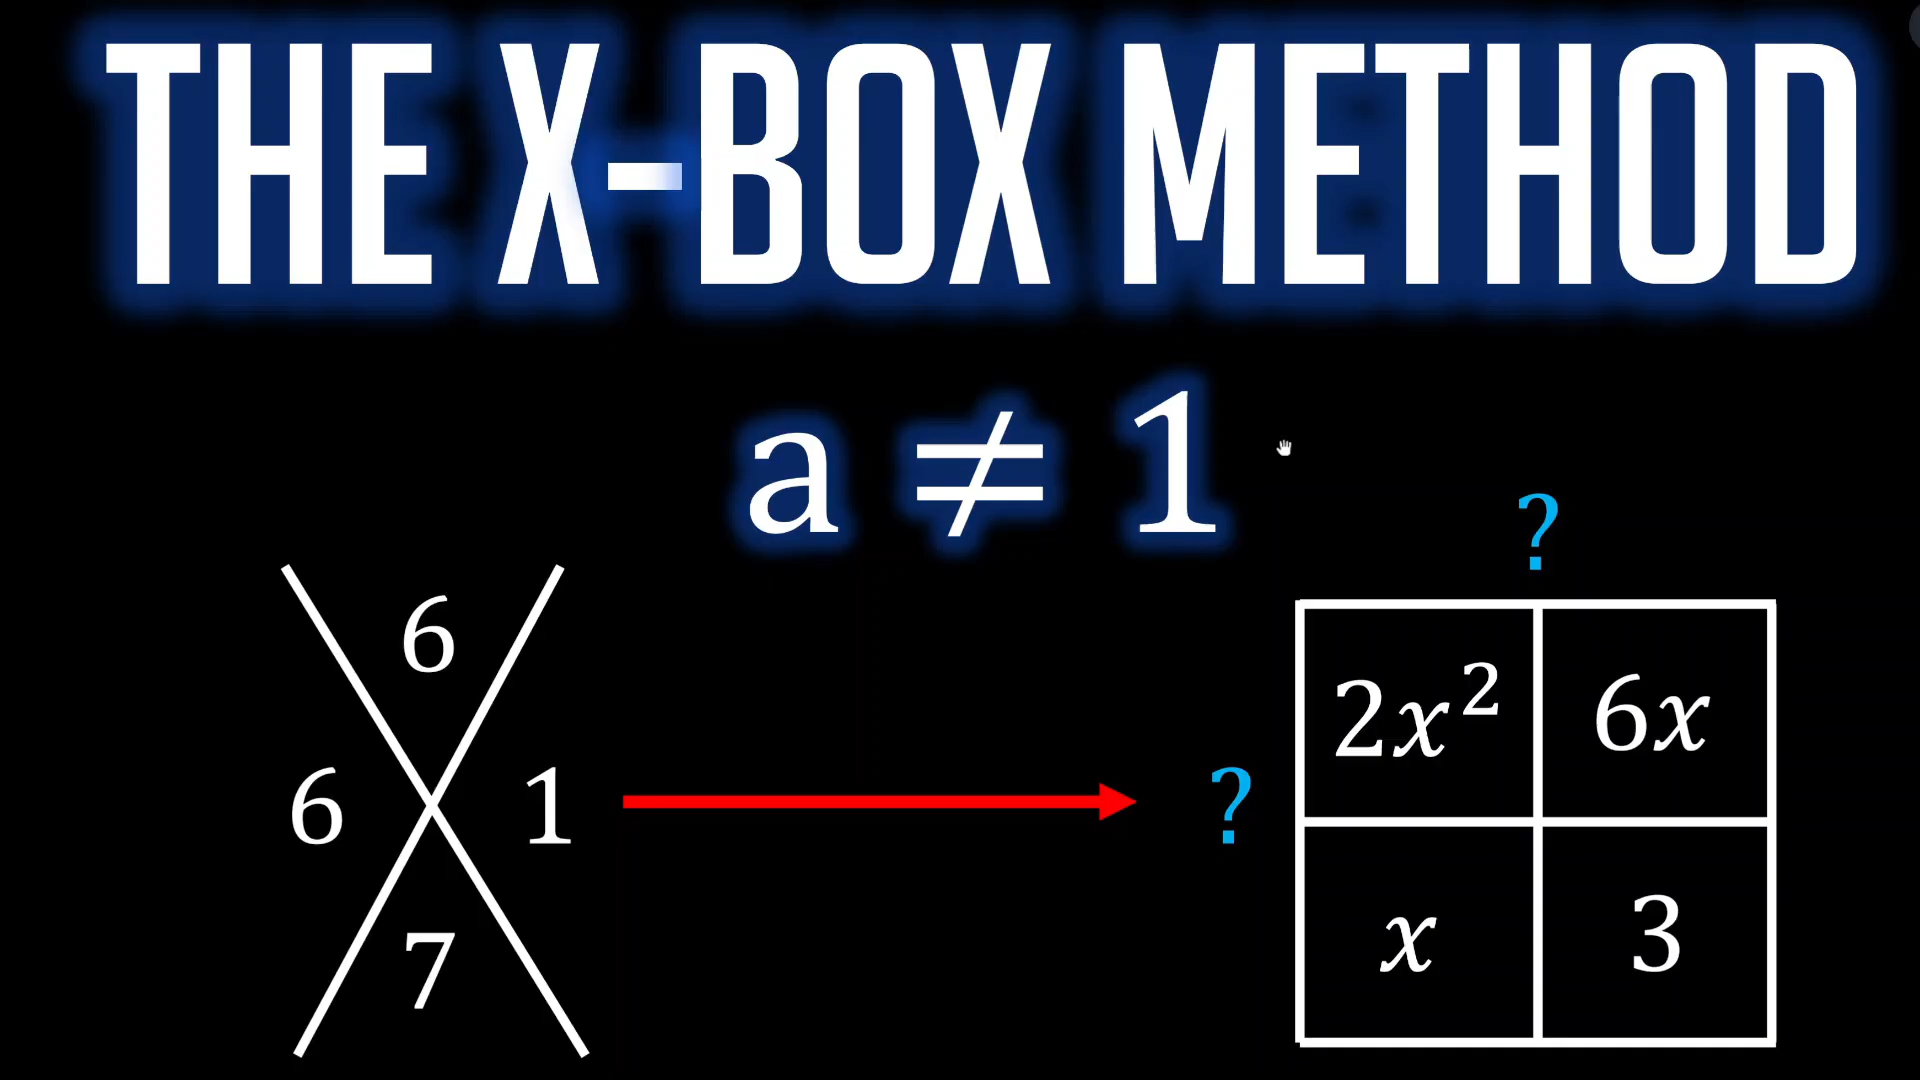 THE X-BOX METHOD
a ≠ 1
?
6
6 1
7
?
2x² 6x
x 3